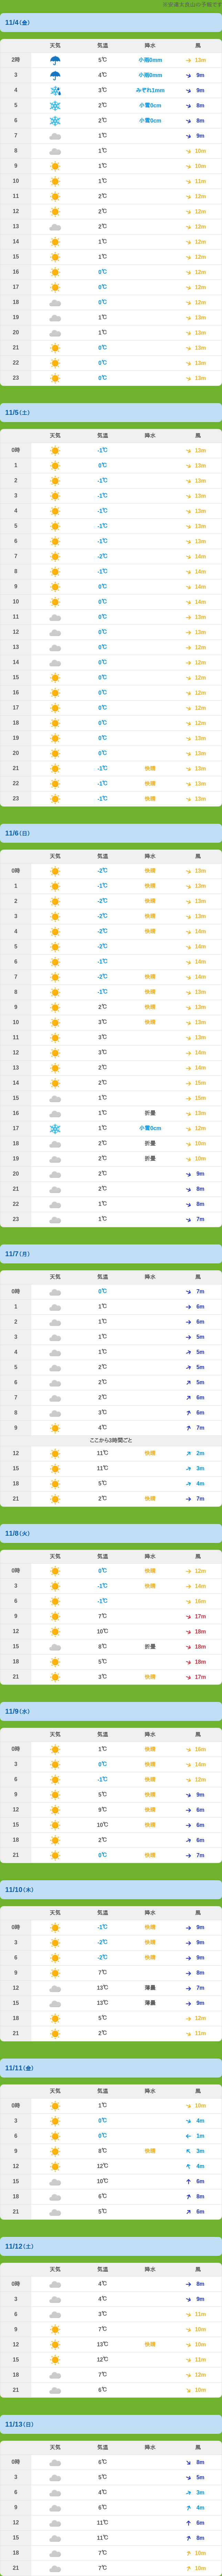 ※安達太良山の予報です
11/4(金)
天気 気温 降水 風
2時 5℃ 小雨0mm 13m
3 4℃ 小雨0mm 9m
4 3℃ みぞれ1mm 9m
5 2℃ 小雪0cm 8m
6 2℃ 小雪0cm 8m
7 1℃ 9m
8 1℃ 10m
9 1℃ 10m
10 1℃ 11m
11 2℃ 12m
12 2℃ 12m
13 2℃ 12m
14 1℃ 12m
15 1℃ 12m
16 0℃ 12m
17 0℃ 12m
18 0℃ 12m
19 1℃ 13m
20 1℃ 13m
21 0℃ 13m
22 0℃ 13m
23 0℃ 13m
11/5(土)
天気 気温 降水 風
0時 -1℃ 13m
1 0℃ 13m
2 -1℃ 13m
3 -1℃ 13m
4 -1℃ 13m
5 -1℃ 13m
6 -1℃ 13m
7 -2℃ 14m
8 -1℃ 14m
9 0℃ 14m
10 0℃ 14m
11 0℃ 13m
12 0℃ 13m
13 0℃ 12m
14 0℃ 12m
15 0℃ 12m
16 0℃ 12m
17 0℃ 12m
18 0℃ 12m
19 0℃ 13m
20 0℃ 13m
21 -1℃ 快晴 13m
22 -1℃ 快晴 13m
23 -1℃ 快晴 13m
11/6(日)
天気 気温 降水 風
0時 -2℃ 快晴 13m
1 -1℃ 快晴 13m
2 -2℃ 快晴 13m
3 -2℃ 快晴 13m
4 -2℃ 快晴 14m
5 -2℃ 14m
6 -1℃ 14m
7 -2℃ 快晴 14m
8 -1℃ 快晴 13m
9 2℃ 快晴 13m
10 3℃ 快晴 13m
11 3℃ 13m
12 3℃ 14m
13 2℃ 14m
14 2℃ 15m
15 1℃ 15m
16 1℃ 折曇 13m
17 1℃ 小雪0cm 12m
18 2℃ 折曇 10m
19 2℃ 折曇 10m
20 2℃ 9m
21 2℃ 8m
22 1℃ 8m
23 1℃ 7m
11/7(月)
天気 気温 降水 風
0時 0℃ 7m
1 1℃ 6m
2 1℃ 6m
3 1℃ 5m
4 1℃ 5m
5 2℃ 5m
6 2℃ 5m
7 2℃ 6m
8 3℃ 6m
9 4℃ 7m
ここから3時間ごと
12 11℃ 快晴 2m
15 11℃ 3m
18 5℃ 4m
21 2℃ 快晴 7m
11/8(火)
天気 気温 降水 風
0時 0℃ 快晴 12m
3 -1℃ 快晴 14m
6 -1℃ 16m
9 7℃ 17m
12 10℃ 18m
15 8℃ 折曇 18m
18 5℃ 18m
21 3℃ 快晴 17m
11/9(水)
天気 気温 降水 風
0時 1℃ 快晴 16m
3 0℃ 快晴 14m
6 -1℃ 快晴 12m
9 5℃ 快晴 9m
12 9℃ 快晴 6m
15 10℃ 快晴 6m
18 2℃ 6m
21 0℃ 快晴 7m
11/10(木)
天気 気温 降水 風
0時 -1℃ 快晴 9m
3 -2℃ 快晴 9m
6 -2℃ 快晴 9m
9 7℃ 8m
12 13℃ 薄曇 7m
15 13℃ 薄曇 9m
18 5℃ 12m
21 2℃ 11m
11/11(金)
天気 気温 降水 風
0時 1℃ 10m
3 0℃ 4m
6 0℃ 1m
9 8℃ 快晴 3m
12 12℃ 4m
15 10℃ 6m
18 6℃ 8m
21 5℃ 6m
11/12(土)
天気 気温 降水 風
0時 4℃ 8m
3 4℃ 9m
6 3℃ 11m
9 7℃ 10m
12 13℃ 快晴 10m
15 12℃ 11m
18 7℃ 12m
21 6℃ 10m
11/13(日)
天気 気温 降水 風
0時 6℃ 8m
3 5℃ 5m
6 4℃ 3m
9 6℃ 4m
12 11℃ 6m
15 11℃ 8m
18 7℃ 10m
21 7℃ 10m